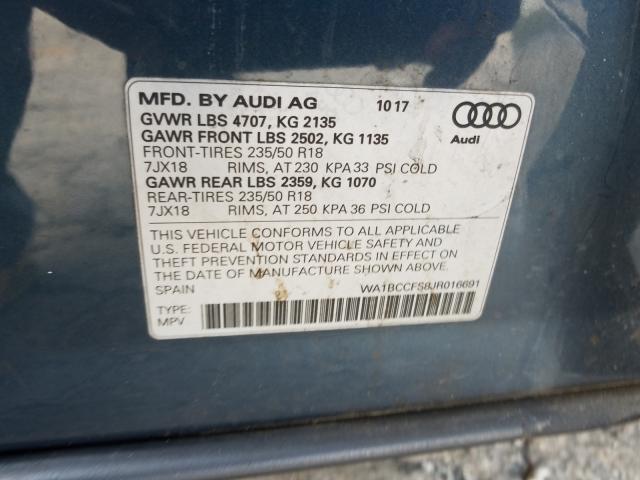 MFD. BY AUDI AG 10 17
GVWR LBS 4707, KG 2135
GAWR FRONT LBS 2502, KG 1135
FRONT-TIRES 235/50 R18
7JX18 RIMS, AT 230 KPA 33 PSI COLD
GAWR REAR LBS 2359, KG 1070
REAR-TIRES 235/50 R18
7JX18 RIMS, AT 250 KPA 36 PSI COLD
Audi
THIS VEHICLE CONFORMS TO ALL APPLICABLE
U.S. FEDERAL MOTOR VEHICLE SAFETY AND
THEFT PREVENTION STANDARDS IN EFFECT ON
THE DATE OF MANUFACTURE SHOWN ABOVE.
SPAIN WA1BCCFS8JR016691
TYPE:
MPV